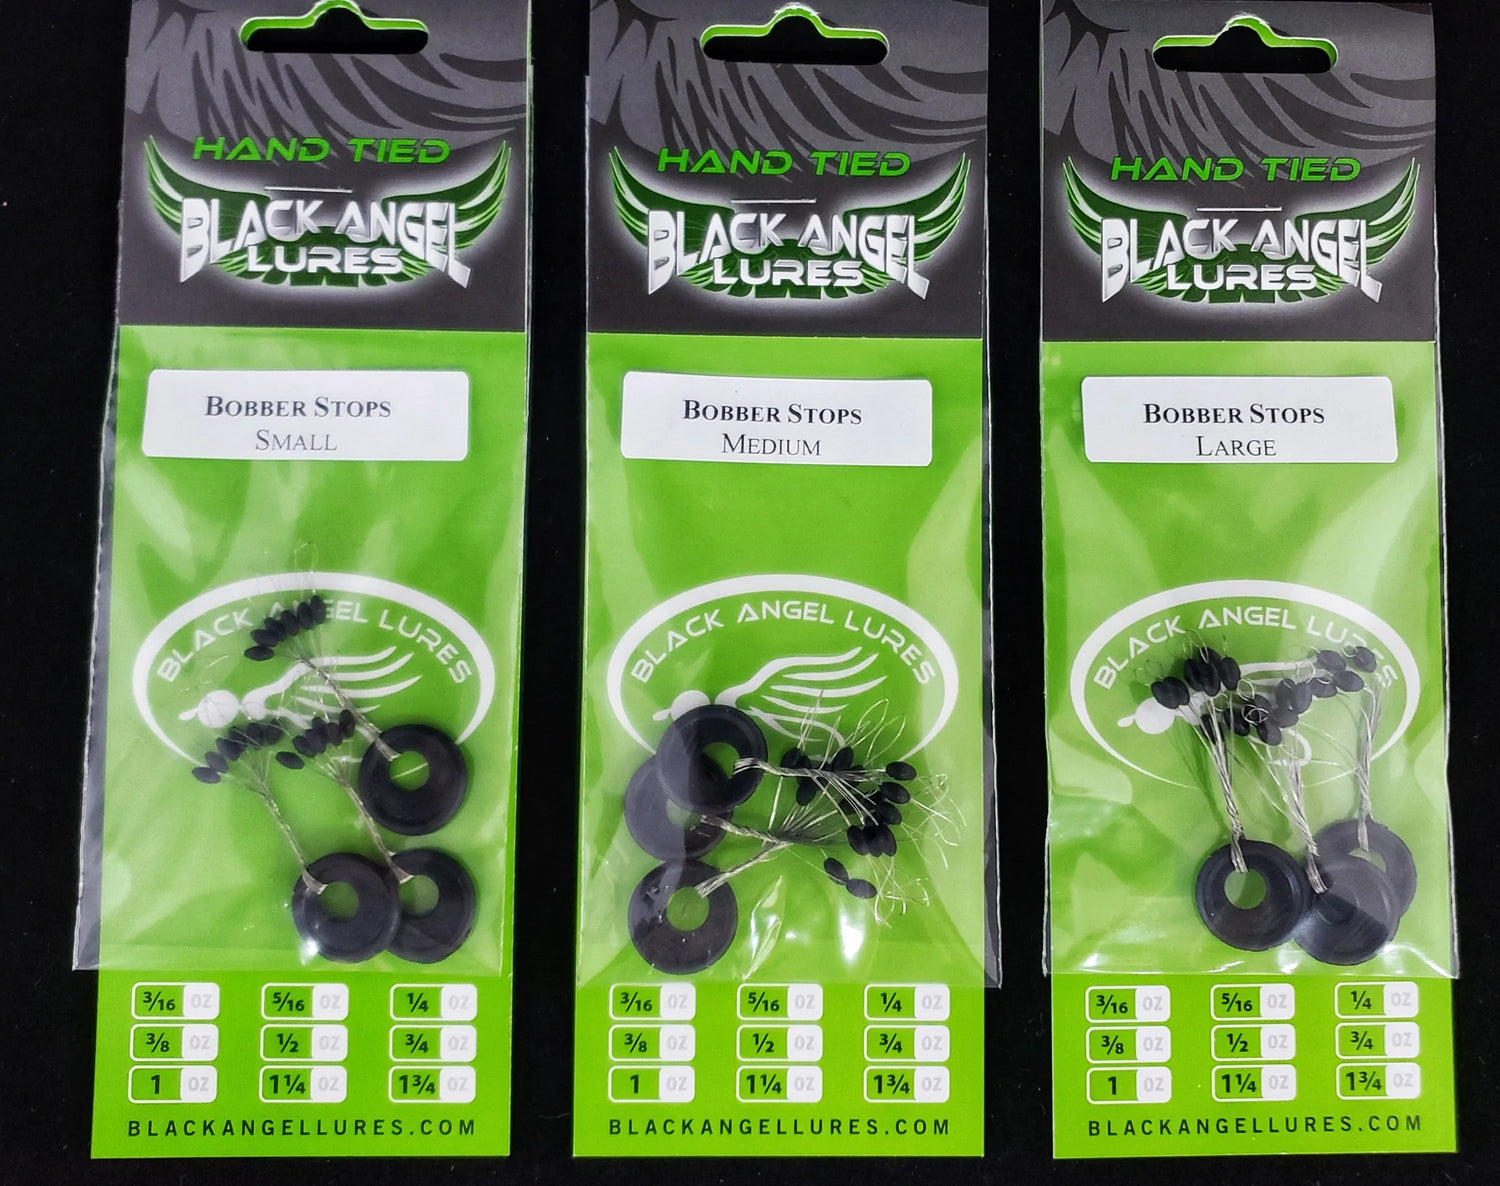 HAND TIED
BLACK ANGEL
LURES
BOBBER STOPS
SMALL
BLACK ANGEL LURES
3/16 OZ 5/16 OZ 1/4 OZ
3/8 OZ 1/2 OZ 3/4 OZ
1 OZ 1 1/4 OZ 1 3/4 OZ
BLACKANGELLURES.COM
HAND TIED
BLACK ANGEL
LURES
BOBBER STOPS
MEDIUM
BLACK ANGEL LURES
3/16 OZ 5/16 OZ 1/4 OZ
3/8 OZ 1/2 OZ 3/4 OZ
1 OZ 1 1/4 OZ 1 3/4 OZ
BLACKANGELLURES.COM
HAND TIED
BLACK ANGEL
LURES
BOBBER STOPS
LARGE
BLACK ANGEL LURES
3/16 OZ 5/16 OZ 1/4 OZ
3/8 OZ 1/2 OZ 3/4 OZ
1 OZ 1 1/4 OZ 1 3/4 OZ
BLACKANGELLURES.COM